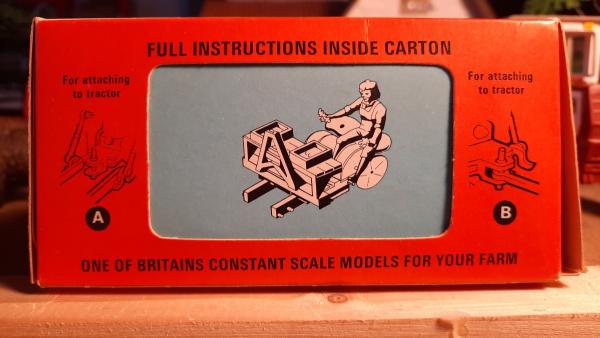 FULL INSTRUCTIONS INSIDE CARTON
For attaching
to tractor
A
For attaching
to tractor
B
ONE OF BRITAINS CONSTANT SCALE MODELS FOR YOUR FARM